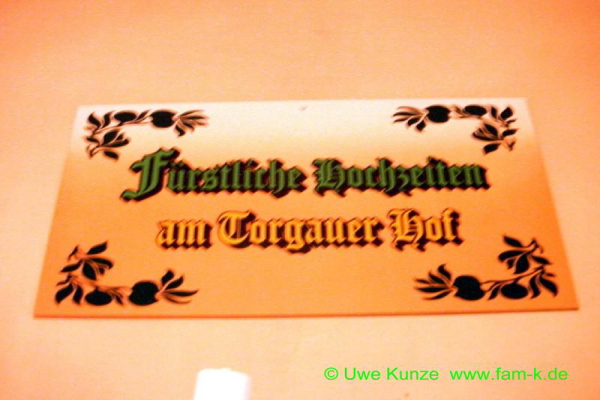 Fürstliche Hochzeiten
am Torgauer Hof
© Uwe Kunze www.fam-k.de